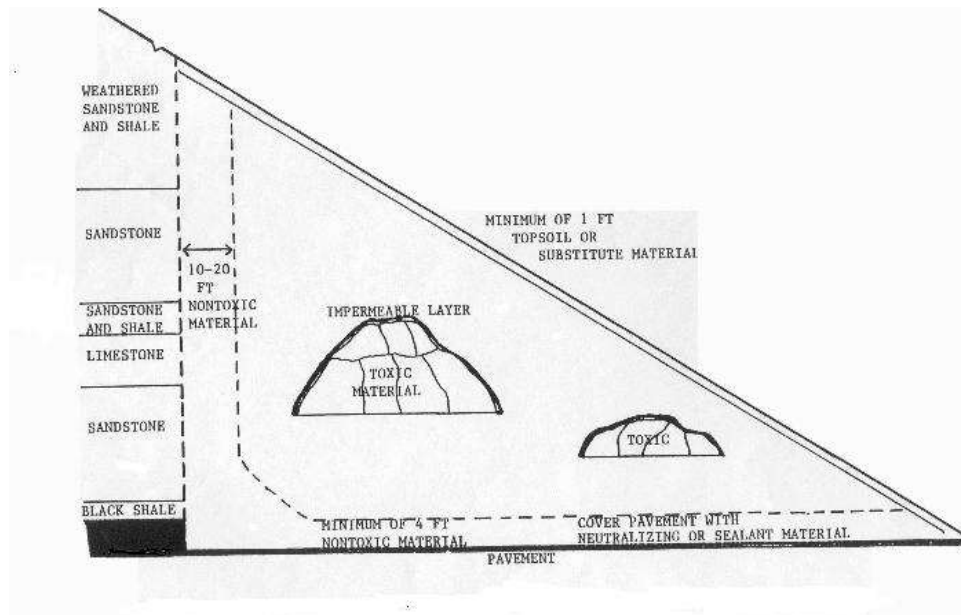 WEATHERED
SANDSTONE
AND SHALE
SANDSTONE
SANDSTONE
AND SHALE
LIMESTONE
SANDSTONE
BLACK SHALE
10-20
FT
NONTOXIC
MATERIAL
MINIMUM OF 1 FT
TOPSOIL OR
SUBSTITUTE MATERIAL
IMPERMEABLE LAYER
TOXIC
MATERIAL
TOXIC
MINIMUM OF 4 FT
NONTOXIC MATERIAL
COVER PAVEMENT WITH
NEUTRALIZING OR SEALANT MATERIAL
PAVEMENT